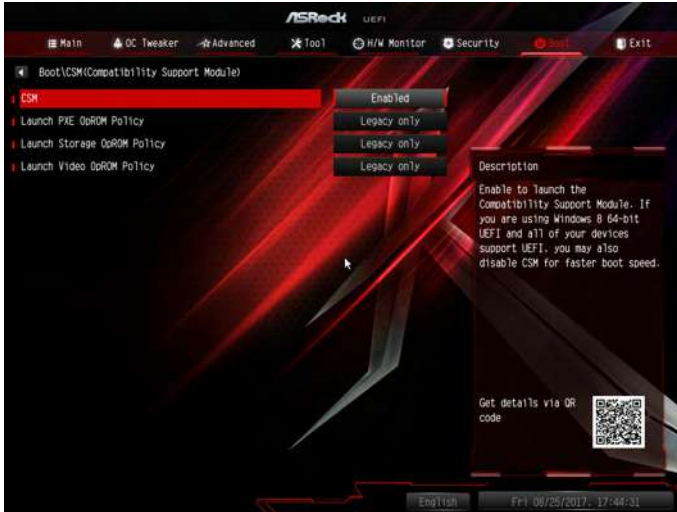 ASRock UEFI
Main OC Tweaker Advanced Tool H/W Monitor Security Boot Exit
Boot\CSM(Compatibility Support Module)
CSM Enabled
Launch PXE OpROM Policy Legacy only
Launch Storage OpROM Policy Legacy only
Launch Video OpROM Policy Legacy only
Description
Enable to launch the
Compatibility Support Module. If
you are using Windows 8 64-bit
UEFI and all of your devices
support UEFI, you may also
disable CSM for faster boot speed.
Get details via QR
code
English Fri 08/25/2017, 17:44:31